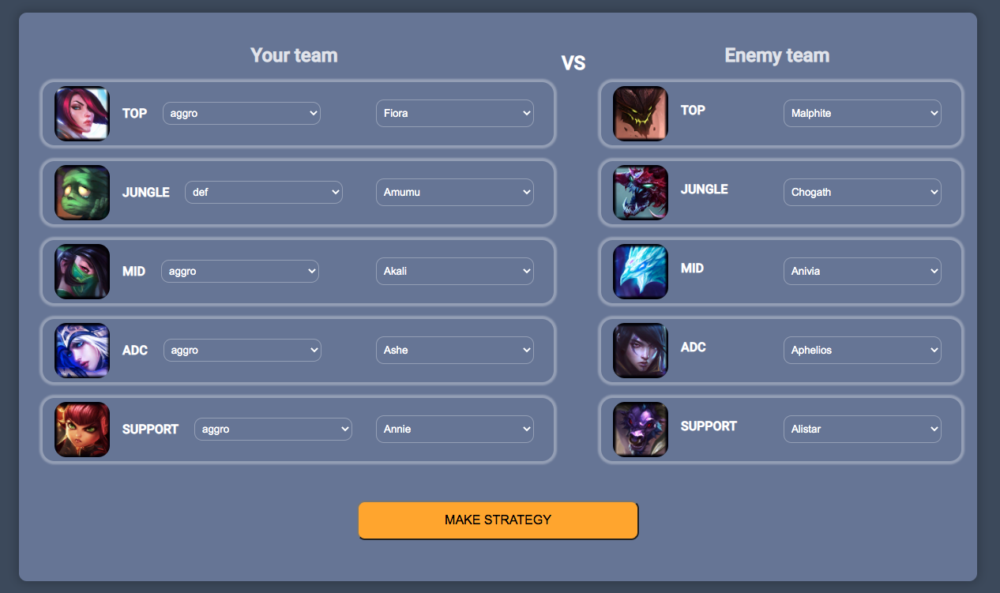 Your team
VS
Enemy team
TOP aggro Fiora
TOP Malphite
JUNGLE def Amumu
JUNGLE Chogath
MID aggro Akali
MID Anivia
ADC aggro Ashe
ADC Aphelios
SUPPORT aggro Annie
SUPPORT Alistar
MAKE STRATEGY